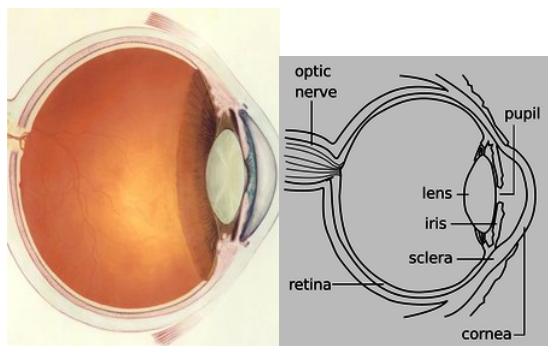 optic
nerve
pupil
lens
iris
sclera
retina
cornea